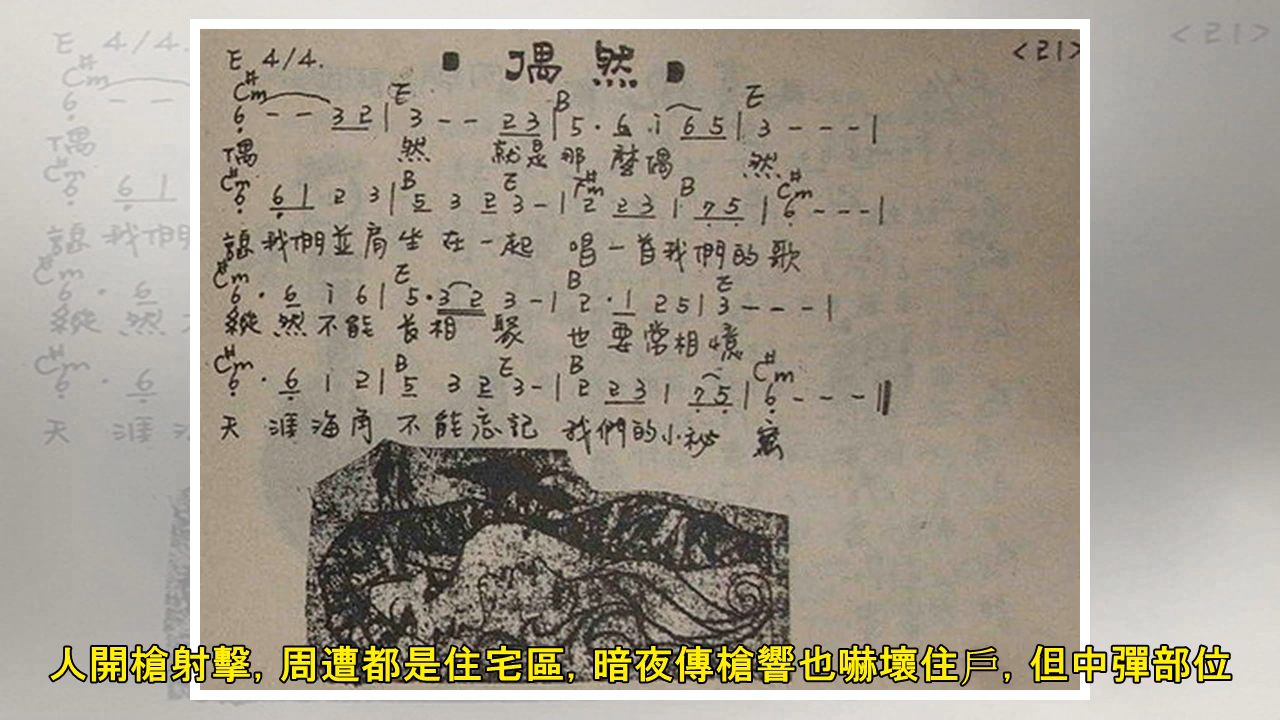 E 4/4.
偶然
<21>
C#m E B E
6 - - 3 2 | 3 - - 2 3 | 5 · 6 i 6 5 | 3 - - - |
偶 然 就是那麼偶 然
C#m B E F#m B C#m
6 6 1 2 3 | 5 3 2 3 - | 2 2 3 1 7 5 | 6 - - - |
讓我們並肩坐在一起 唱一首我們的歌
C#m E B E
6 · 6 i 6 | 5 · 3 2 3 - | 2 · 1 2 5 | 3 - - - |
縱然不能長相聚 也要常相憶
C#m B E B C#m
6 · 6 1 2 | 5 3 2 3 - | 2 2 3 1 7 5 | 6 - - - ||
天涯海角不能忘記 我們的小祕密
人開槍射擊, 周遭都是住宅區, 暗夜傳槍響也嚇壞住戶, 但中彈部位